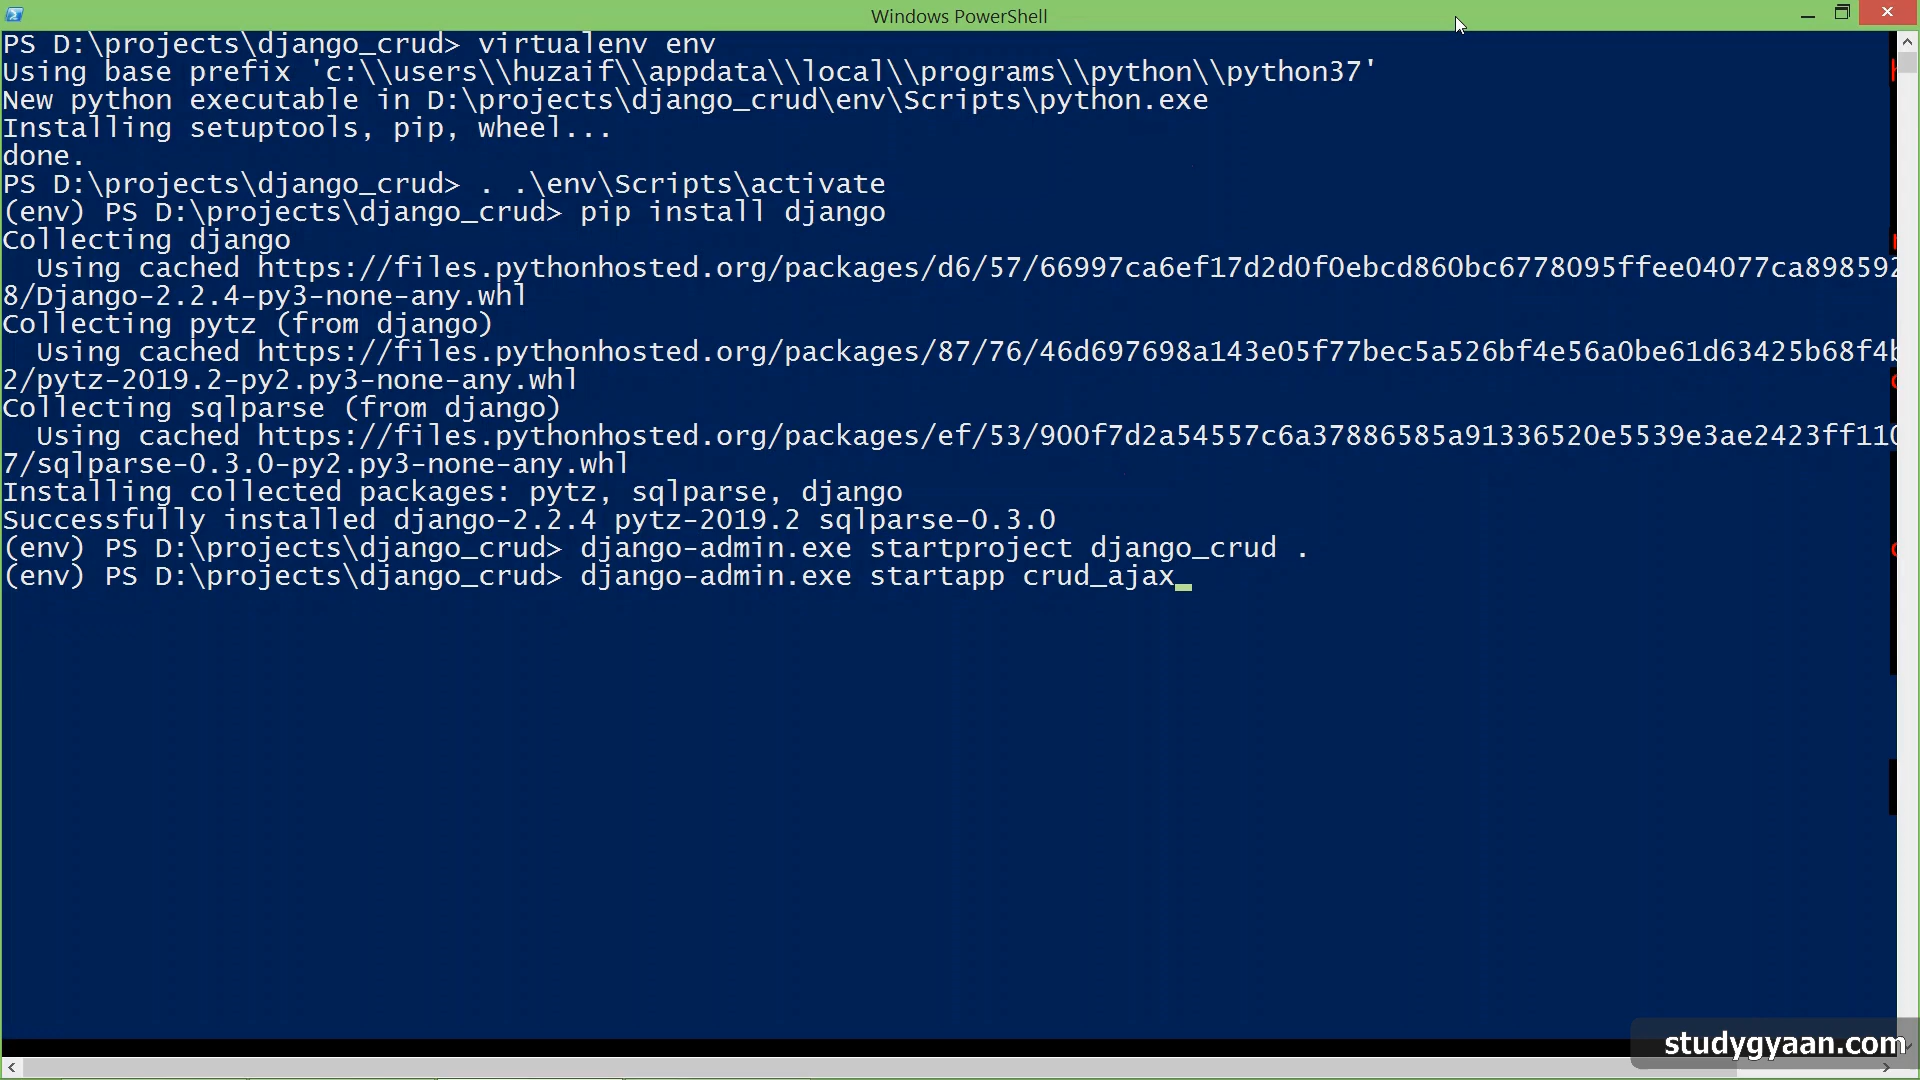 Windows PowerShell
PS D:\projects\django_crud> virtualenv env
Using base prefix 'c:\\users\\huzaif\\appdata\\local\\programs\\python\\python37'
New python executable in D:\projects\django_crud\env\Scripts\python.exe
Installing setuptools, pip, wheel...
done.
PS D:\projects\django_crud> . .\env\Scripts\activate
(env) PS D:\projects\django_crud> pip install django
Collecting django
  Using cached https://files.pythonhosted.org/packages/d6/57/66997ca6ef17d2d0f0ebcd860bc6778095ffee04077ca898592
8/Django-2.2.4-py3-none-any.whl
Collecting pytz (from django)
  Using cached https://files.pythonhosted.org/packages/87/76/46d697698a143e05f77bec5a526bf4e56a0be61d63425b68f4b
2/pytz-2019.2-py2.py3-none-any.whl
Collecting sqlparse (from django)
  Using cached https://files.pythonhosted.org/packages/ef/53/900f7d2a54557c6a37886585a91336520e5539e3ae2423ff110
7/sqlparse-0.3.0-py2.py3-none-any.whl
Installing collected packages: pytz, sqlparse, django
Successfully installed django-2.2.4 pytz-2019.2 sqlparse-0.3.0
(env) PS D:\projects\django_crud> django-admin.exe startproject django_crud .
(env) PS D:\projects\django_crud> django-admin.exe startapp crud_ajax_
studygyaan.com